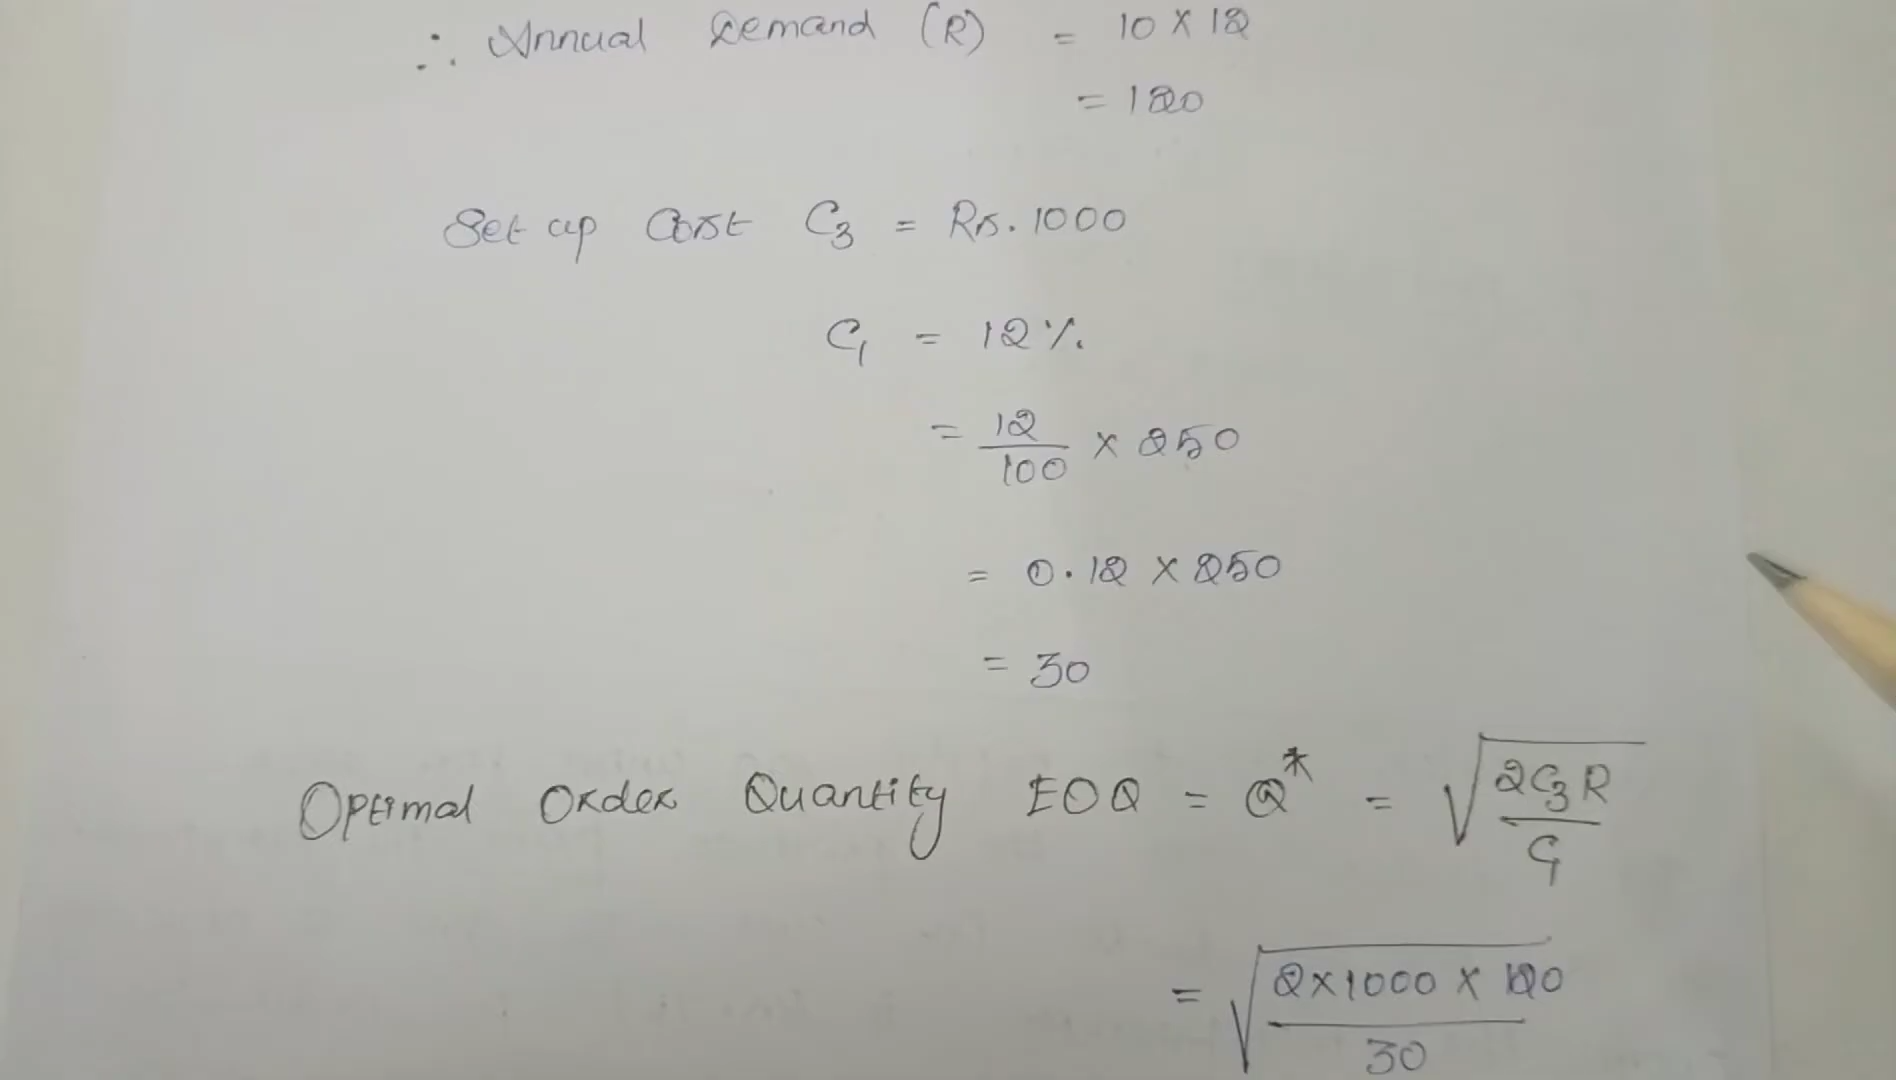 ∴ Annual Demand (R) = 10 × 12
= 120
Set up Cost C₃ = Rs. 1000
C₁ = 12%
= 12/100 × 250
= 0.12 × 250
= 30
Optimal Order Quantity EOQ = Q* = √(2C₃R/C₁)
= √(2×1000×120/30)